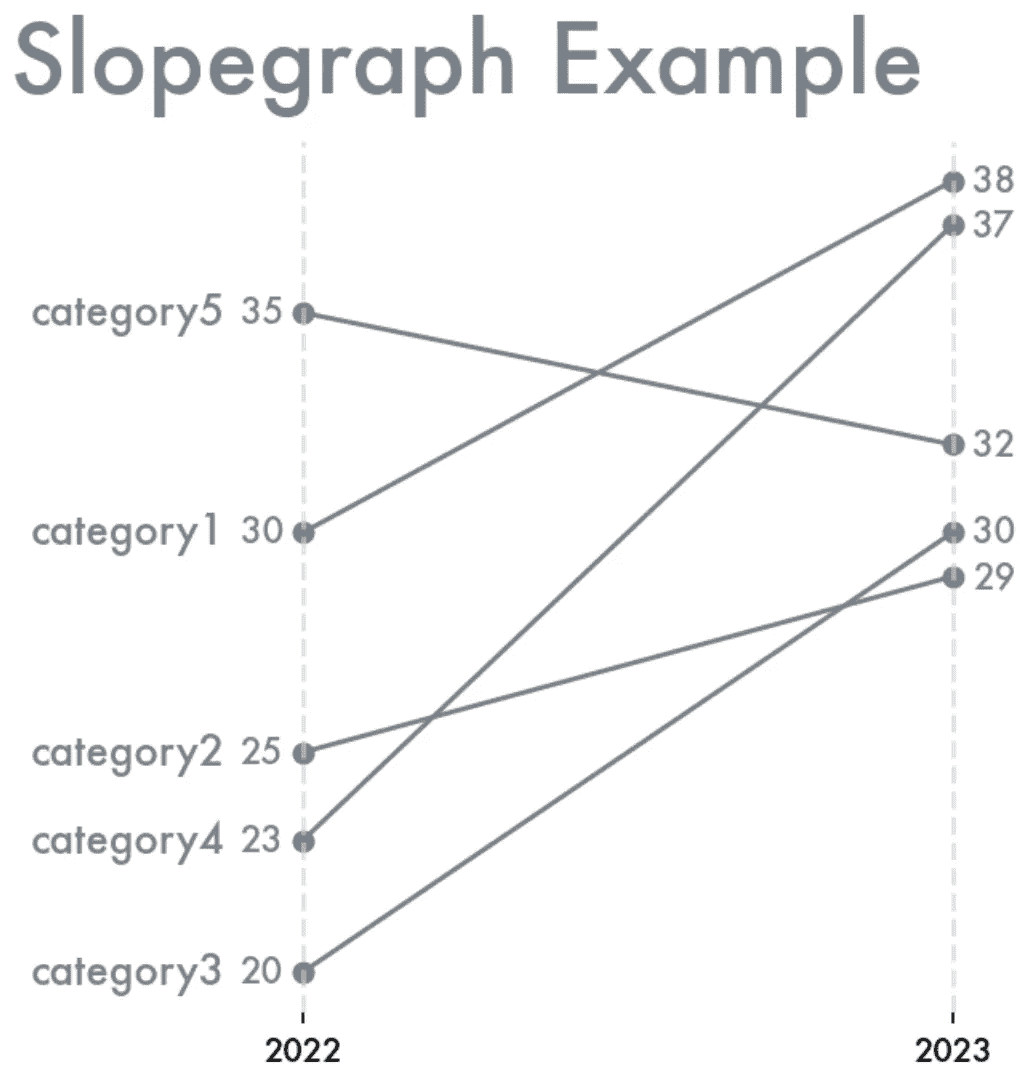 Slopegraph Example
38
37
category5 35
32
category1 30
30
29
category2 25
category4 23
category3 20
2022 2023